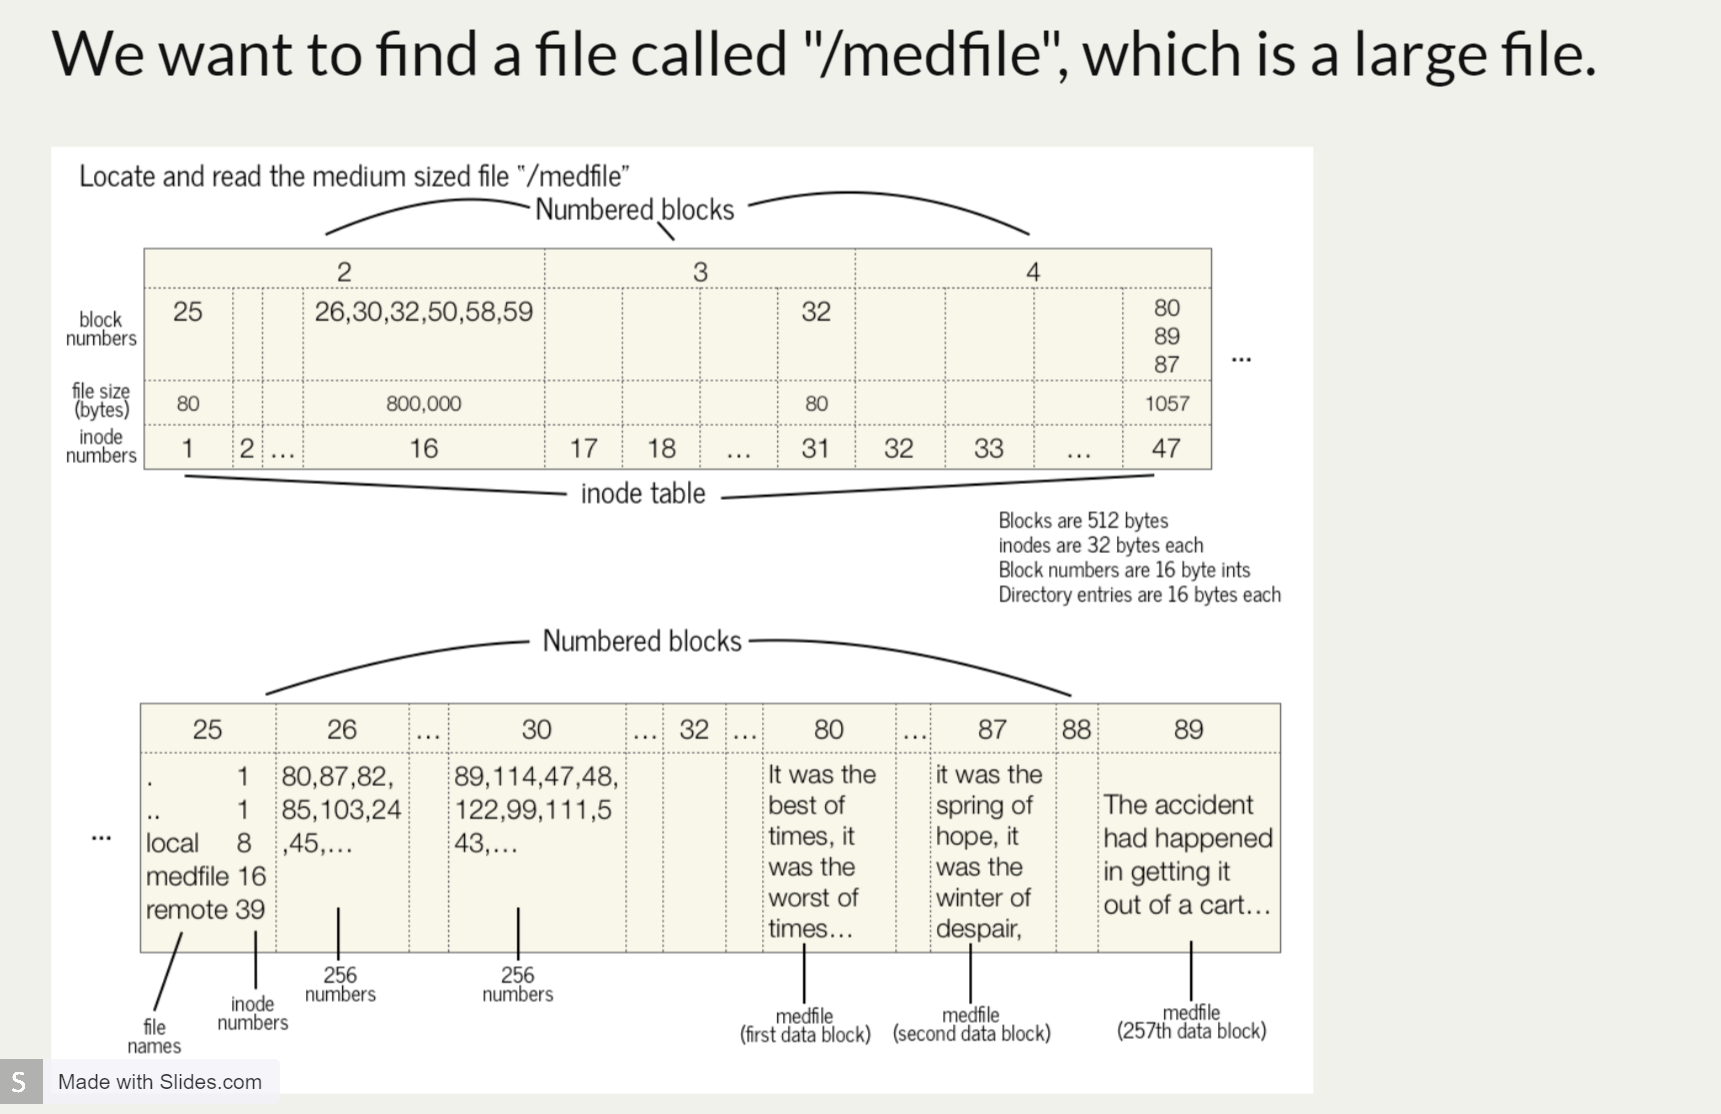 We want to find a file called "/medfile", which is a large file.
Locate and read the medium sized file "/medfile”
Numbered blocks
2 3 4
block
numbers
25 26,30,32,50,58,59 32 80
89
87
...
file size
(bytes)
80 800,000 80 1057
inode
numbers
1 2 ... 16 17 18 ... 31 32 33 ... 47
inode table
Blocks are 512 bytes
inodes are 32 bytes each
Block numbers are 16 byte ints
Directory entries are 16 bytes each
Numbered blocks
25 26 ... 30 ... 32 ... 80 ... 87 88 89
...
. 1
.. 1
local 8
medfile 16
remote 39
80,87,82,
85,103,24
,45,...
89,114,47,48,
122,99,111,5
43,...
It was the
best of
times, it
was the
worst of
times...
it was the
spring of
hope, it
was the
winter of
despair,
The accident
had happened
in getting it
out of a cart...
file
names
inode
numbers
256
numbers
256
numbers
medfile
(first data block)
medfile
(second data block)
medfile
(257th data block)
S Made with Slides.com